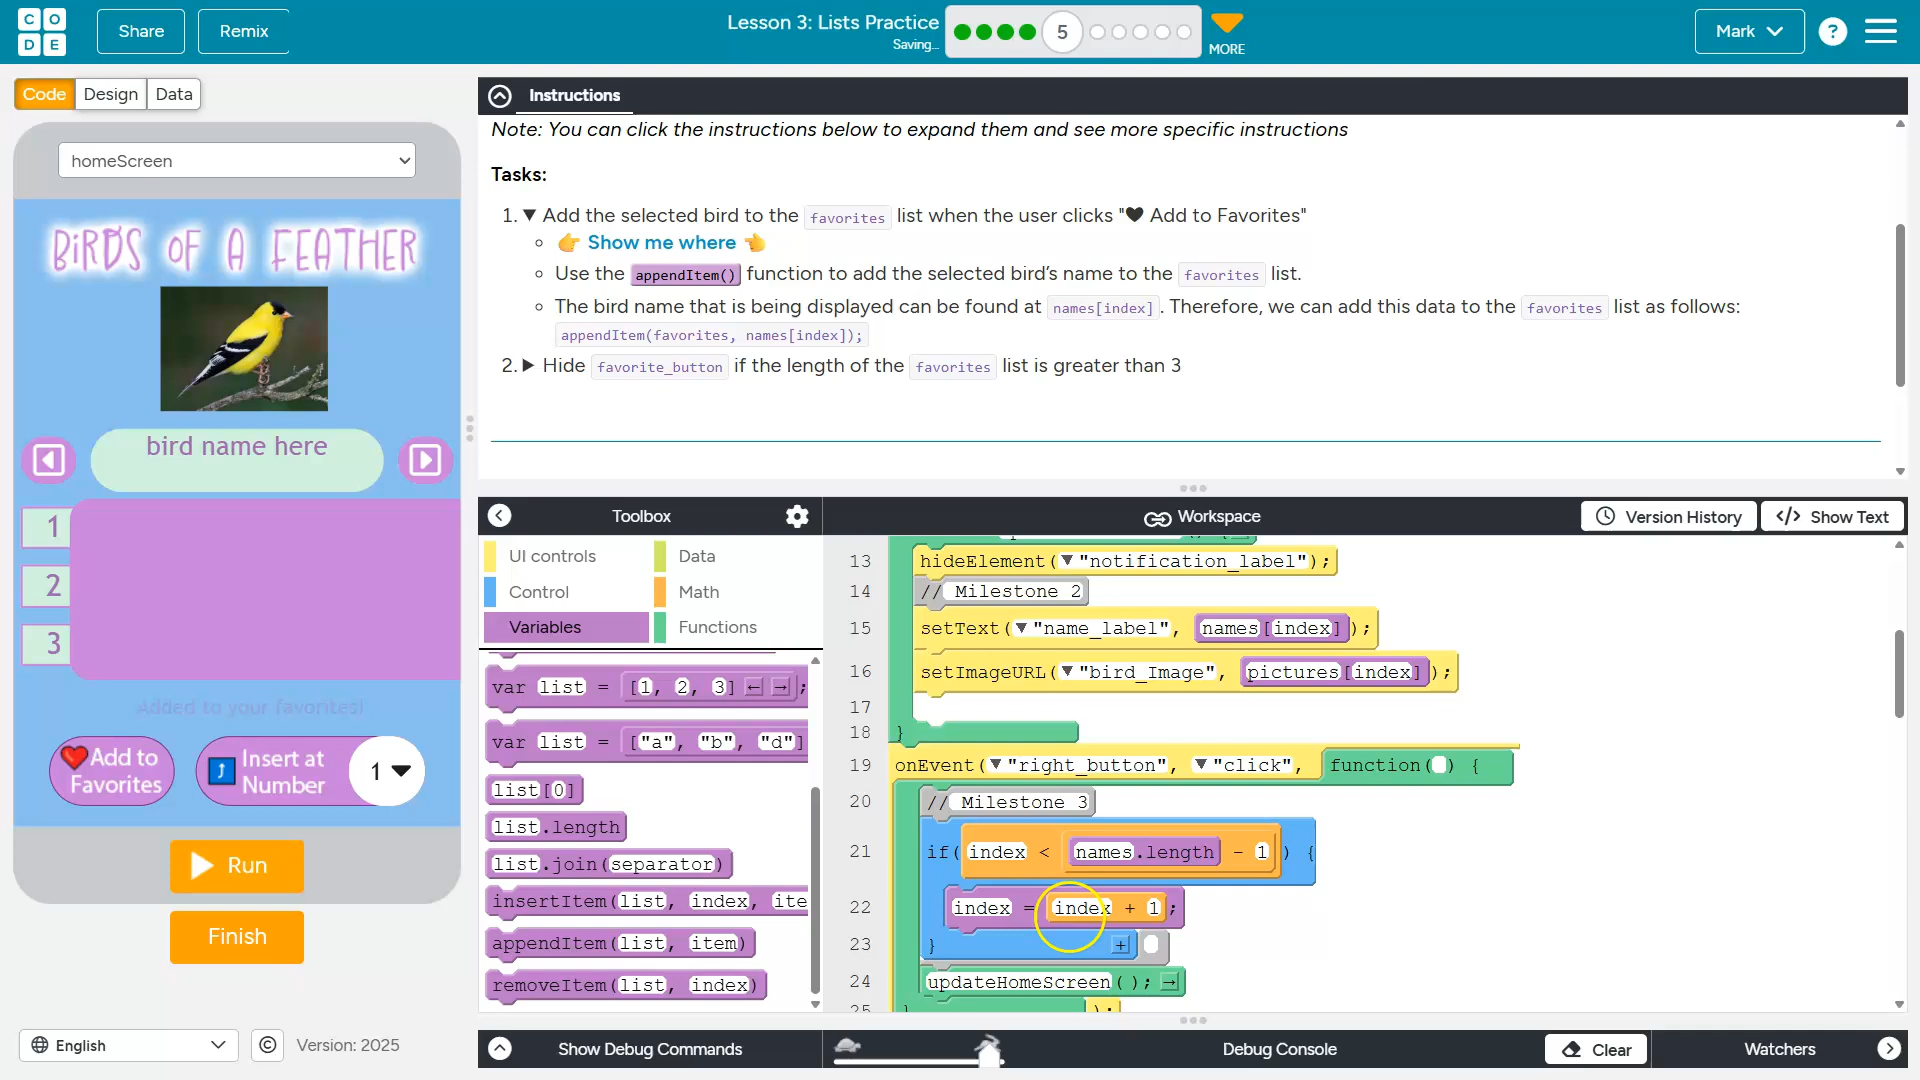 C O
D E
Share
Remix
Lesson 3: Lists Practice
Saving...
5
MORE
Mark
?
Code
Design
Data
homeScreen
BIRDS OF A FEATHER
bird name here
1
2
3
Added to your favorites!
Add to
Favorites
Insert at
Number
1
Run
Finish
English
Version: 2025
Instructions
Note: You can click the instructions below to expand them and see more specific instructions
Tasks:
1. ▼ Add the selected bird to the favorites list when the user clicks "🖤 Add to Favorites"
👉 Show me where 👈
Use the appendItem() function to add the selected bird's name to the favorites list.
The bird name that is being displayed can be found at names[index]. Therefore, we can add this data to the favorites list as follows:
appendItem(favorites, names[index]);
2. ▶ Hide favorite_button if the length of the favorites list is greater than 3
Toolbox
Workspace
Version History
</> Show Text
UI controls
Data
Control
Math
Variables
Functions
var list = [1, 2, 3] ← → ;
var list = ["a", "b", "d"]
list[0]
list.length
list.join(separator)
insertItem(list, index, ite
appendItem(list, item)
removeItem(list, index)
13 hideElement(▼"notification_label");
14 // Milestone 2
15 setText(▼"name_label", names[index]);
16 setImageURL(▼"bird_Image", pictures[index]);
17
18 }
19 onEvent(▼"right_button", ▼"click", function( ) {
20 // Milestone 3
21 if( index < names.length - 1 ) {
22 index = index + 1;
23 } +
24 updateHomeScreen(); →
25 } );
Show Debug Commands
Debug Console
Clear
Watchers